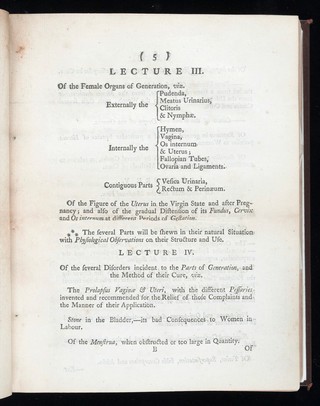 ( 5 )
LECTURE III.
Of the Female Organs of Generation, viz.
Externally the { Pudenda,
Meatus Urinarius,
Clitoris
& Nymphæ.
Internally the { Hymen,
Vagina,
Os internum
& Uterus;
Fallopian Tubes,
Ovaria and Ligaments.
Contiguous Parts { Vesica Urinaria,
Rectum & Perinæum.
Of the Figure of the Uterus in the Virgin State and after Preg-
nancy; and also of the gradual Distention of its Fundus, Cervix,
and Os internum at different Periods of Gestation.
⁂ The several Parts will be shewn in their natural Situation
with Physiological Observations on their Structure and Use.
LECTURE IV.
Of the several Disorders incident to the Parts of Generation, and
the Method of their Cure, viz.
The Prolapsus Vaginæ & Uteri, with the different Pessaries
invented and recommended for the Relief of those Complaints and
the Manner of their Application.
Stone in the Bladder,—its bad Consequences to Women in
Labour.
Of the Menstrua, when obstructed or too large in Quantity.
B Of